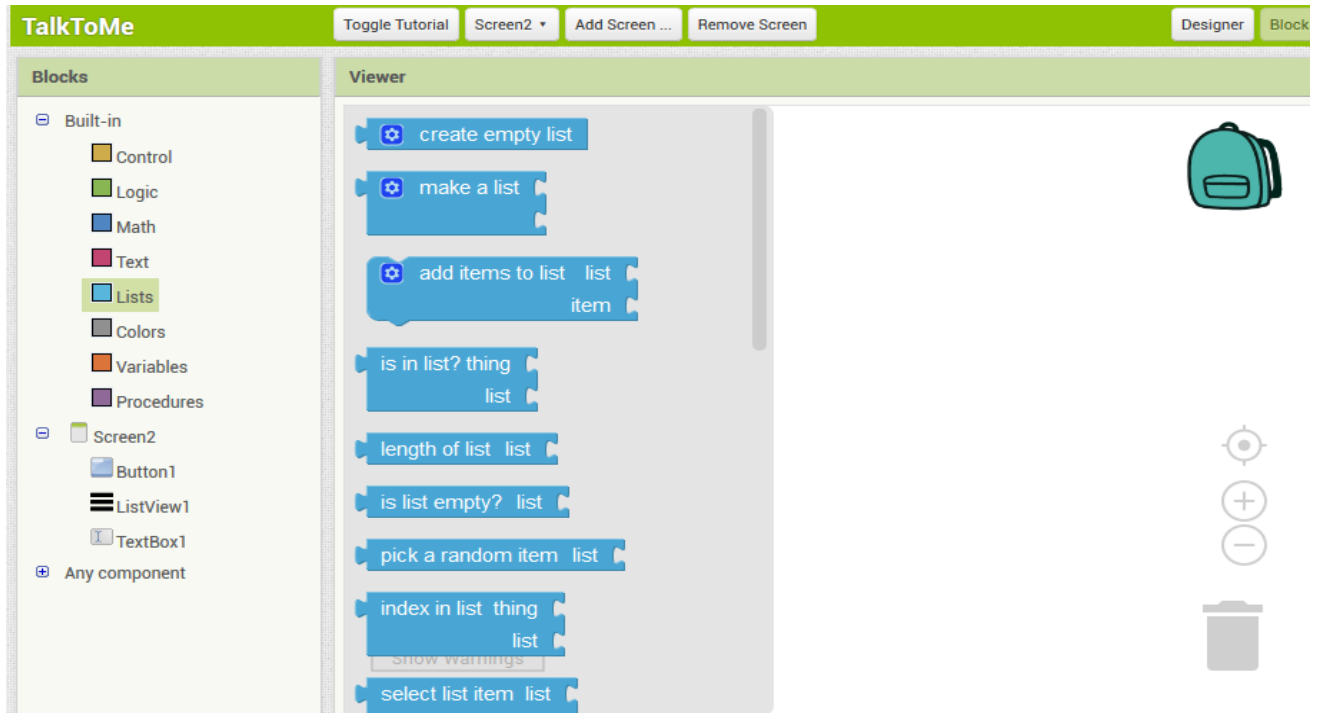 TalkToMe
Toggle Tutorial
Screen2
Add Screen ...
Remove Screen
Designer
Block
Blocks
Built-in
Control
Logic
Math
Text
Lists
Colors
Variables
Procedures
Screen2
Button1
ListView1
TextBox1
Any component
Viewer
create empty list
make a list
add items to list list
item
is in list? thing
list
length of list list
is list empty? list
pick a random item list
index in list thing
list
Show Warnings
select list item list